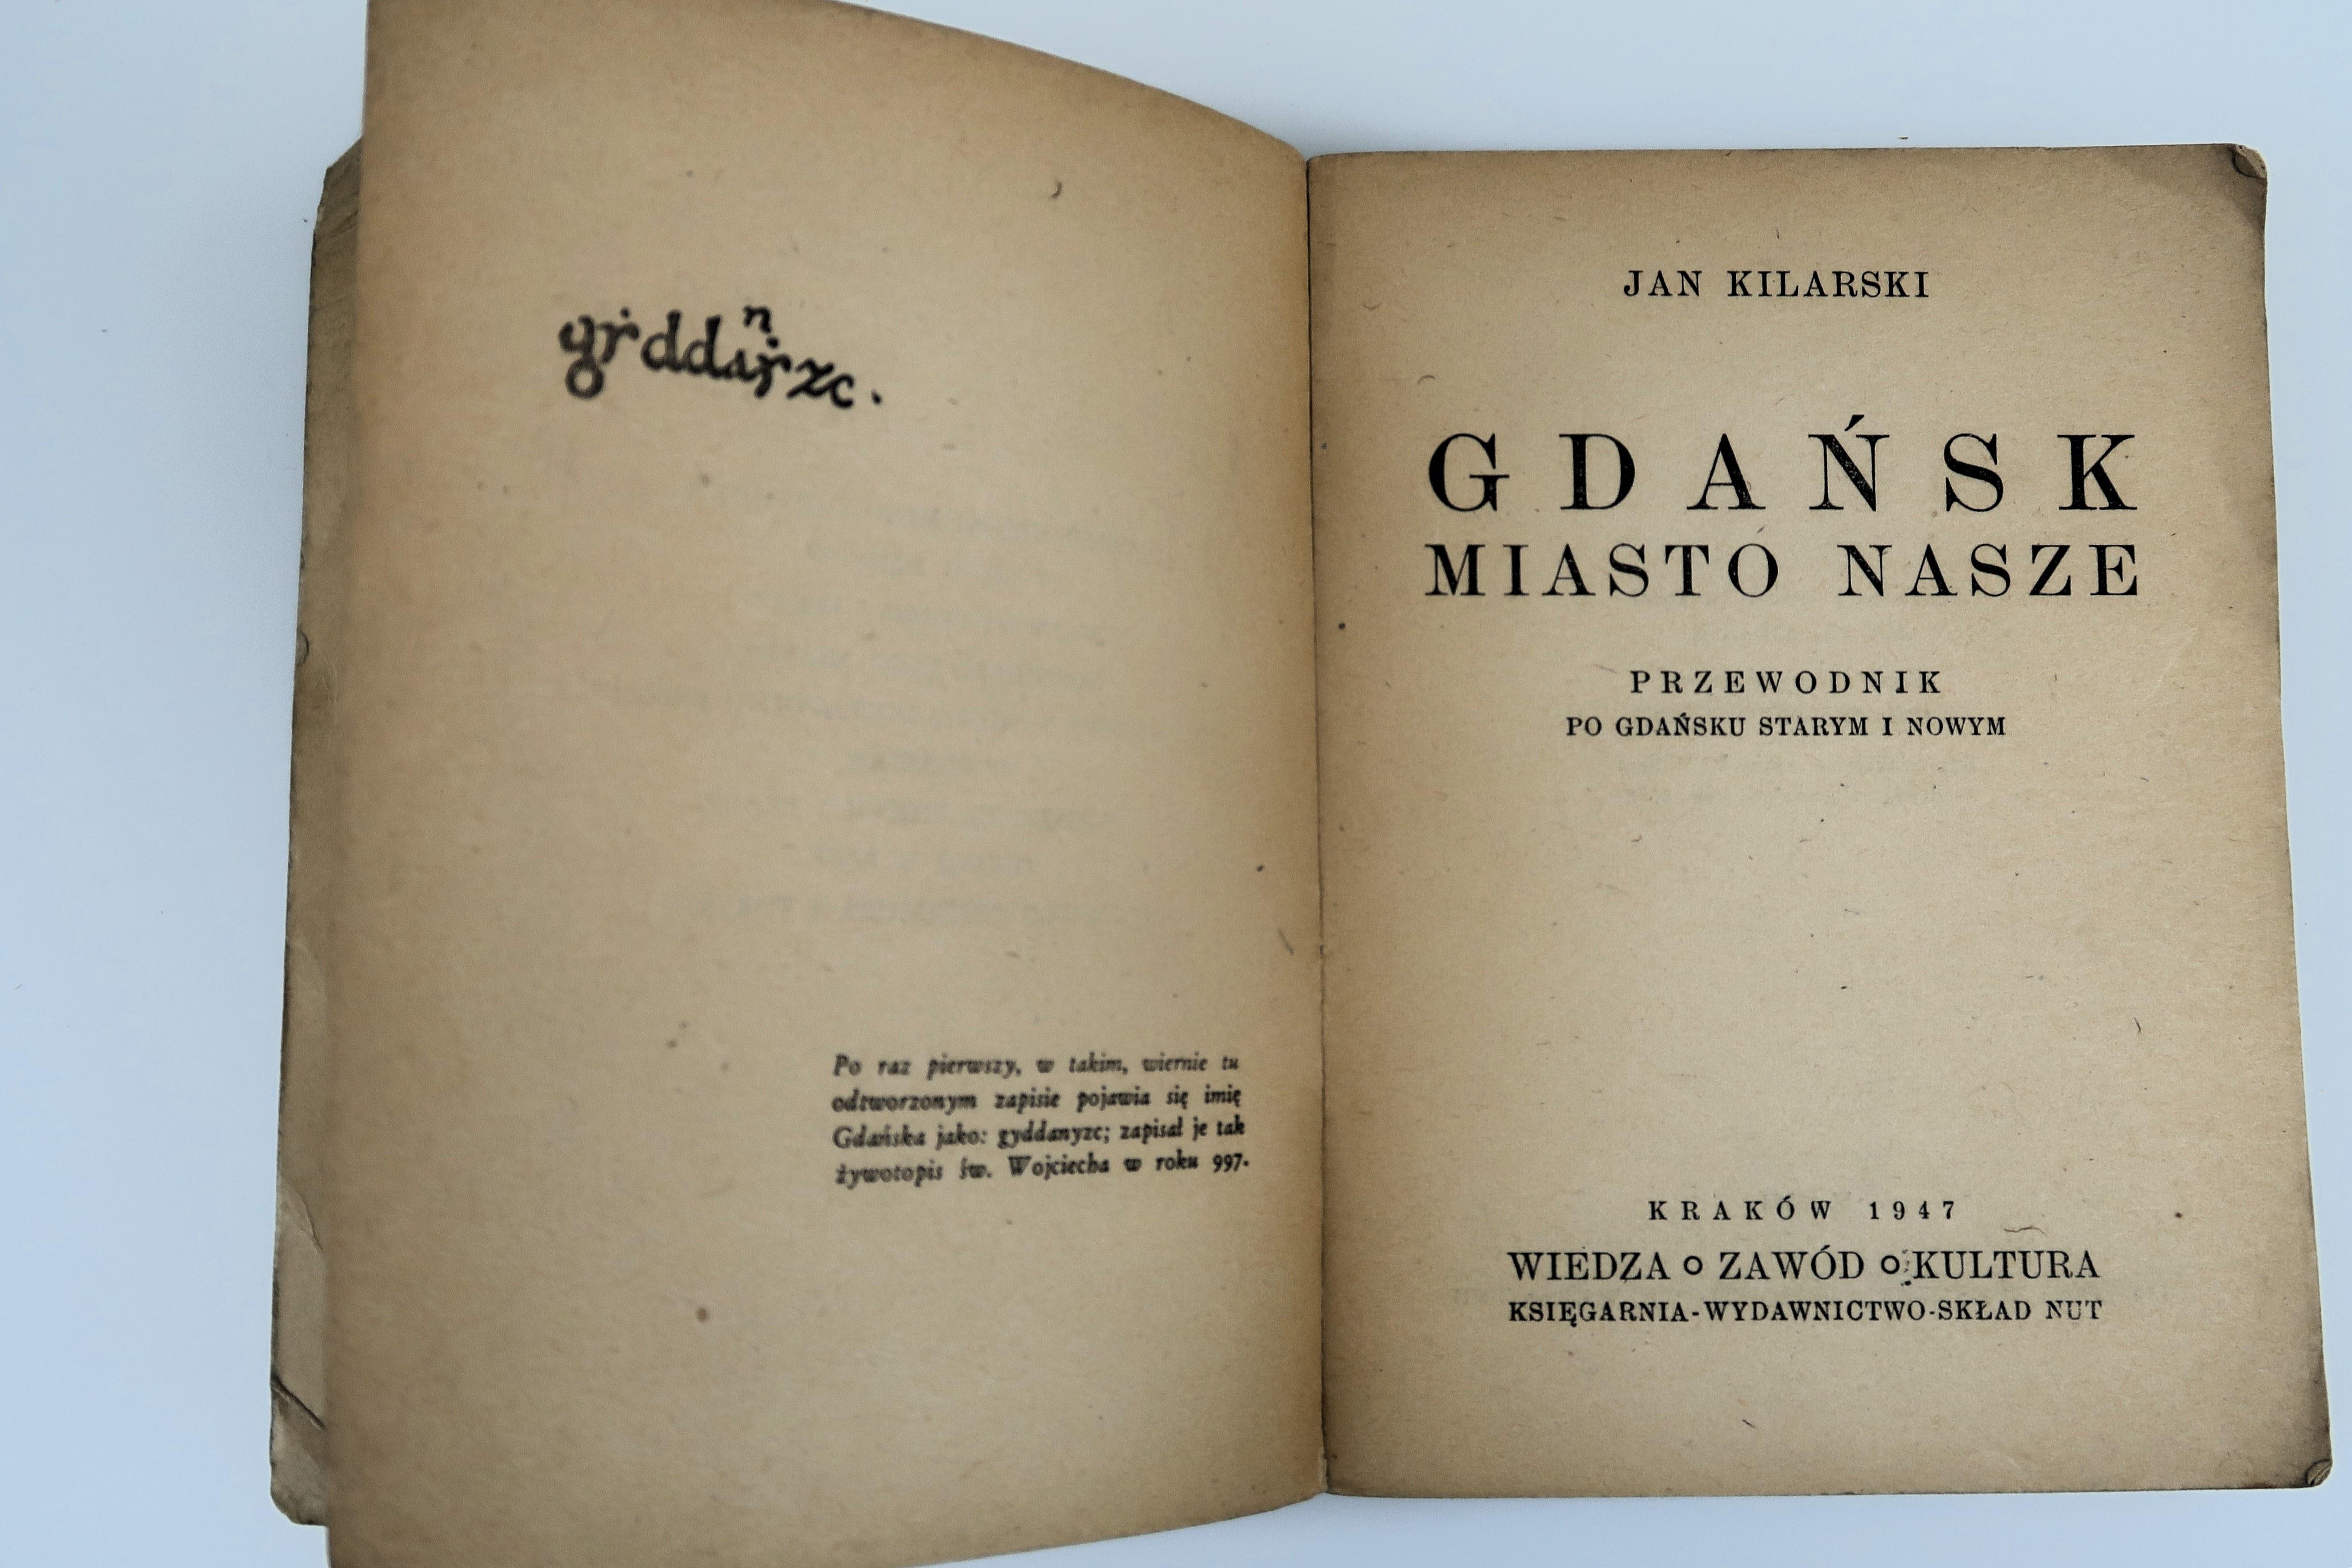 gyddanyzc.
Po raz pierwszy, w takim, wiernie tu
odtworzonym zapisie pojawia się imię
Gdańska jako: gyddanyzc; zapisał je tak
żywotopis św. Wojciecha w roku 997.
JAN KILARSKI
GDAŃSK
MIASTO NASZE
PRZEWODNIK
PO GDAŃSKU STARYM I NOWYM
KRAKÓW 1947
WIEDZA o ZAWÓD o KULTURA
KSIĘGARNIA-WYDAWNICTWO-SKŁAD NUT